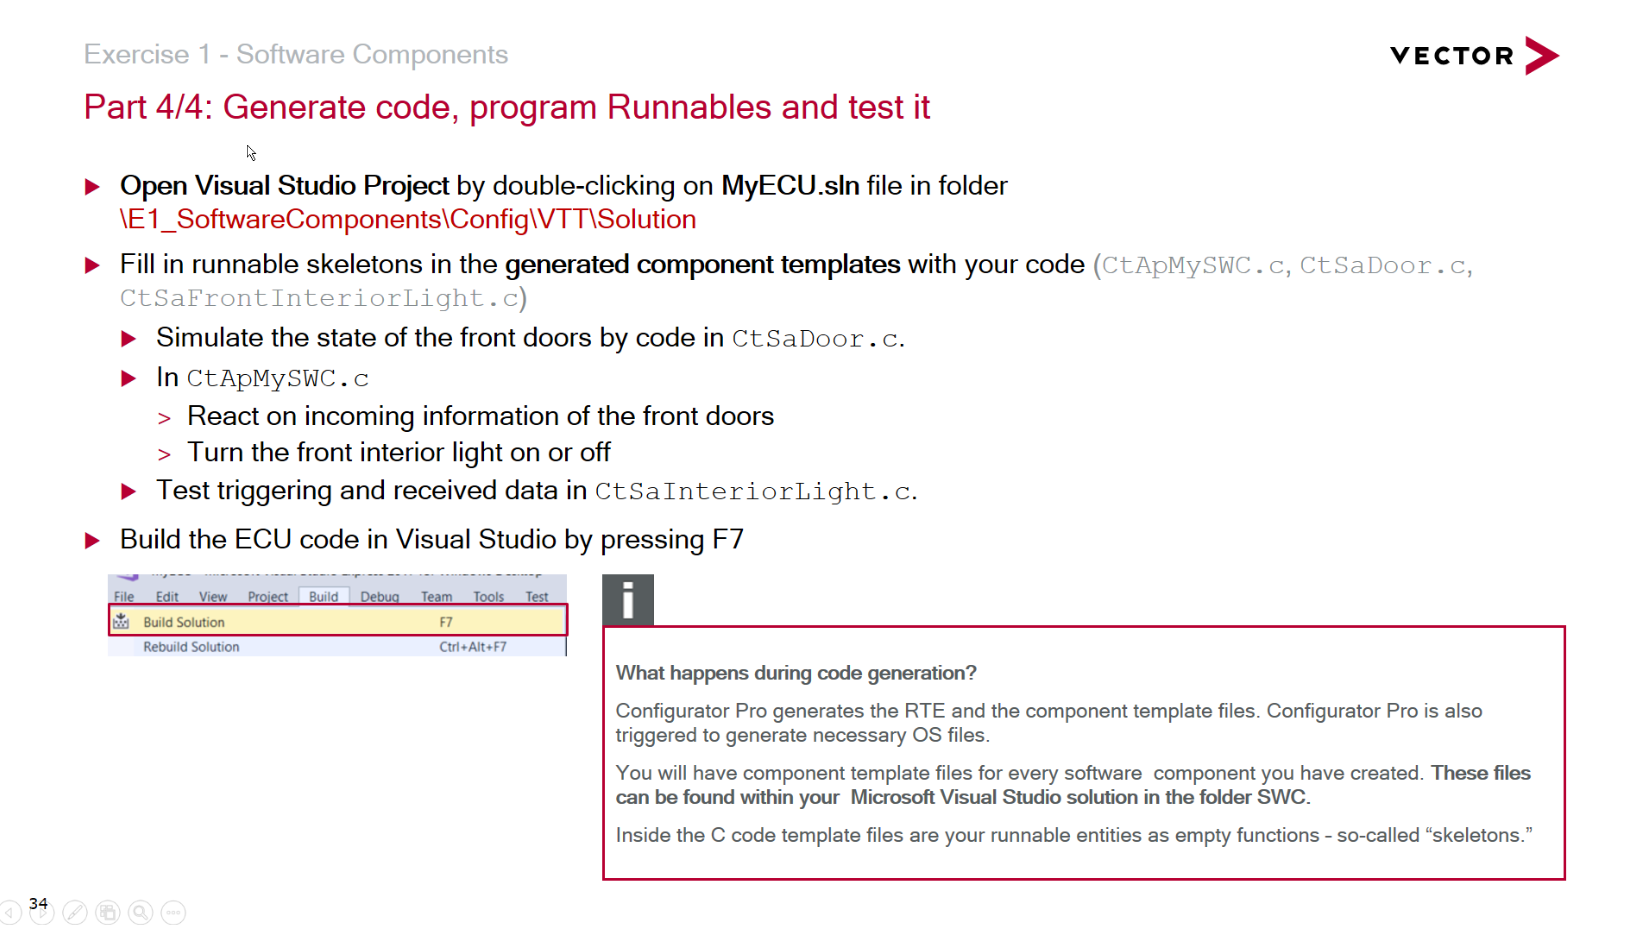 Exercise 1 - Software Components
VECTOR
Part 4/4: Generate code, program Runnables and test it
Open Visual Studio Project by double-clicking on MyECU.sln file in folder
\E1_SoftwareComponents\Config\VTT\Solution
Fill in runnable skeletons in the generated component templates with your code (CtApMySWC.c, CtSaDoor.c,
CtSaFrontInteriorLight.c)
Simulate the state of the front doors by code in CtSaDoor.c.
In CtApMySWC.c
> React on incoming information of the front doors
> Turn the front interior light on or off
Test triggering and received data in CtSaInteriorLight.c.
Build the ECU code in Visual Studio by pressing F7
File Edit View Project Build Debug Team Tools Test
Build Solution F7
Rebuild Solution Ctrl+Alt+F7
i
What happens during code generation?
Configurator Pro generates the RTE and the component template files. Configurator Pro is also
triggered to generate necessary OS files.
You will have component template files for every software component you have created. These files
can be found within your Microsoft Visual Studio solution in the folder SWC.
Inside the C code template files are your runnable entities as empty functions - so-called “skeletons.”
34